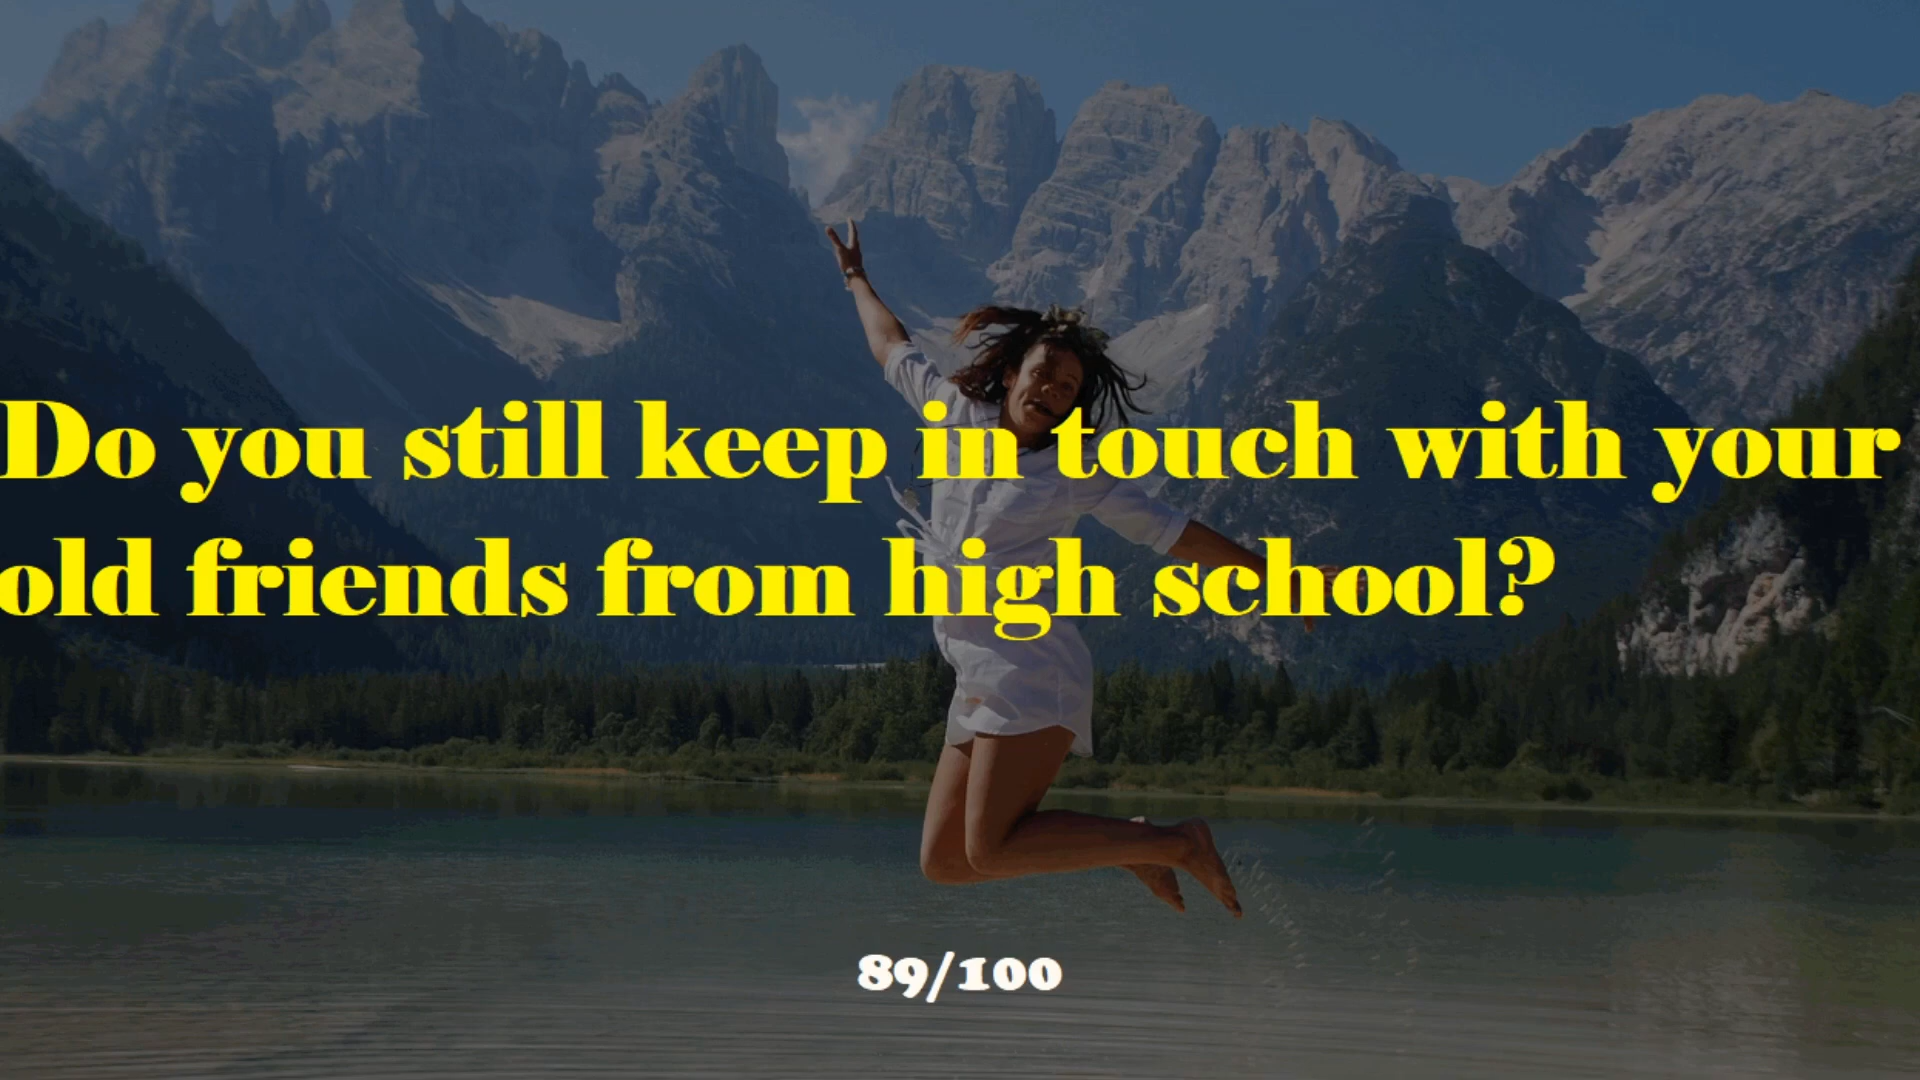 Do you still keep in touch with your
old friends from high school?
89/100